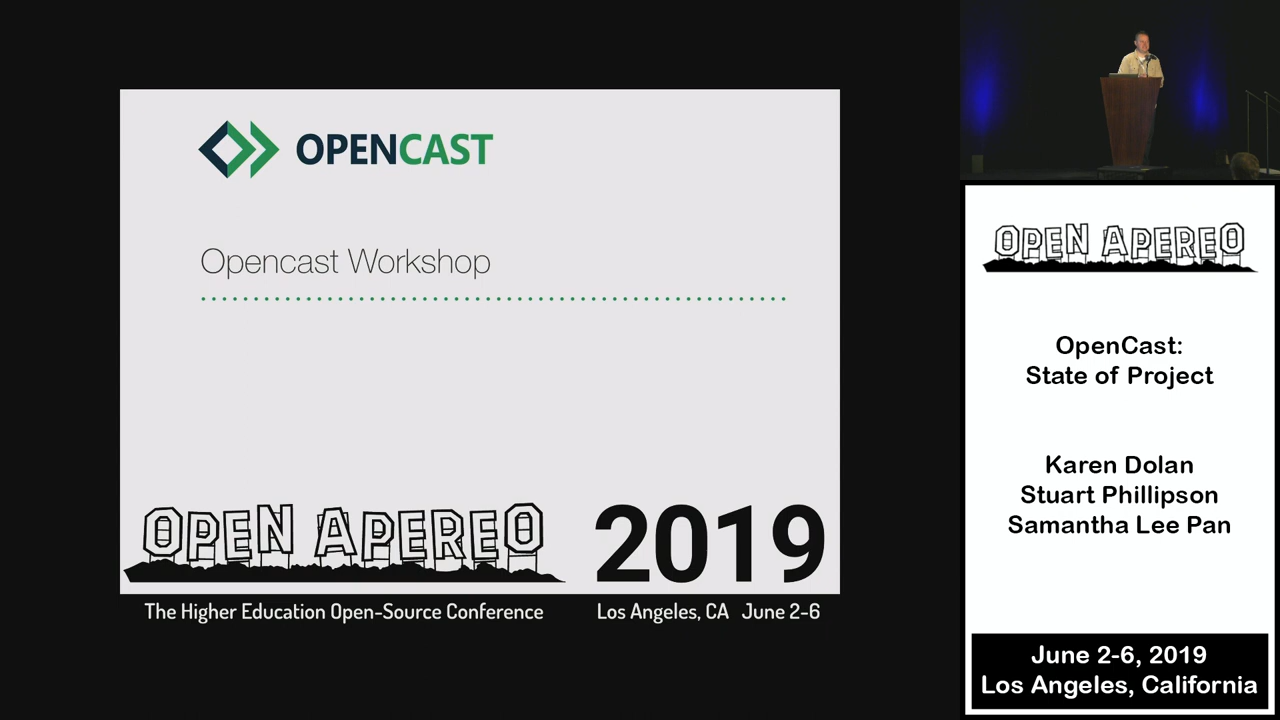 OPENCAST
Opencast Workshop
OPEN APEREO
2019
The Higher Education Open-Source Conference
Los Angeles, CA June 2-6
OPEN APEREO
OpenCast:
State of Project
Karen Dolan
Stuart Phillipson
Samantha Lee Pan
June 2-6, 2019
Los Angeles, California